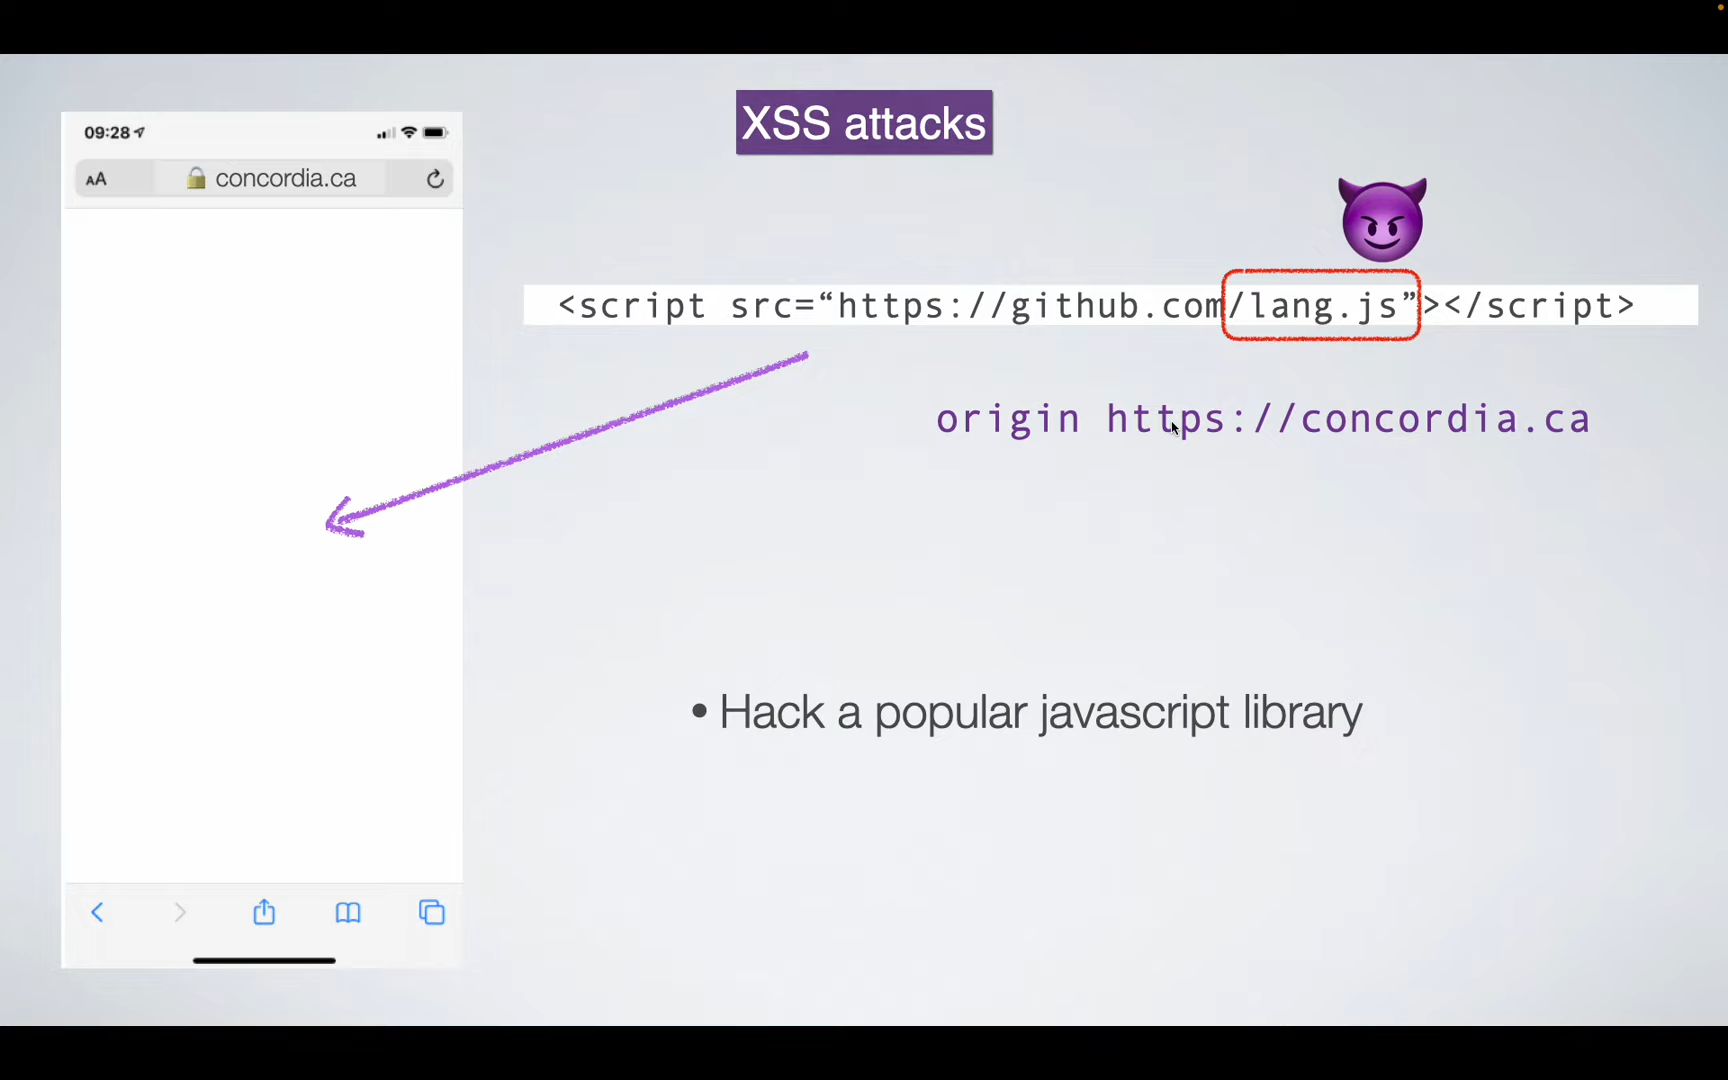 XSS attacks
09:28
AA concordia.ca
<script src=“https://github.com/lang.js”></script>
origin https://concordia.ca
• Hack a popular javascript library